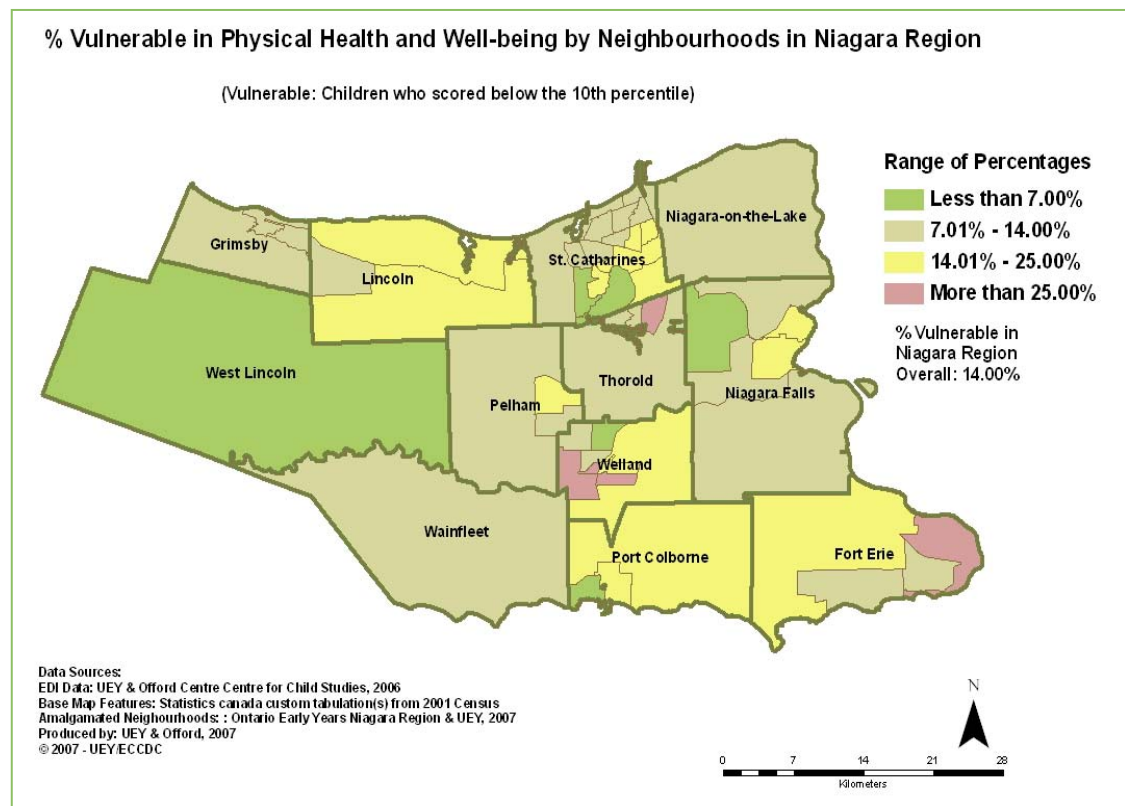 % Vulnerable in Physical Health and Well-being by Neighbourhoods in Niagara Region
(Vulnerable: Children who scored below the 10th percentile)
Range of Percentages
Less than 7.00%
7.01% - 14.00%
14.01% - 25.00%
More than 25.00%
% Vulnerable in
Niagara Region
Overall: 14.00%
Niagara-on-the-Lake
Grimsby
St. Catharines
Lincoln
West Lincoln
Thorold
Pelham
Niagara Falls
Welland
Wainfleet
Port Colborne
Fort Erie
Data Sources:
EDI Data: UEY & Offord Centre Centre for Child Studies, 2006
Base Map Features: Statistics canada custom tabulation(s) from 2001 Census
Amalgamated Neighourhoods: : Ontario Early Years Niagara Region & UEY, 2007
Produced by: UEY & Offord, 2007
© 2007 - UEY/ECCDC
N
0 7 14 21 28
Kilometers